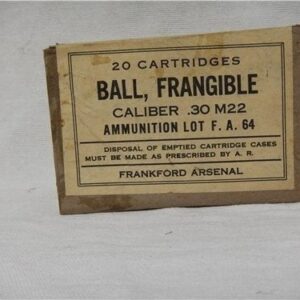 20 CARTRIDGES
BALL, FRANGIBLE
CALIBER .30 M22
AMMUNITION LOT F. A. 64
DISPOSAL OF EMPTIED CARTRIDGE CASES
MUST BE MADE AS PRESCRIBED BY A. R.
FRANKFORD ARSENAL